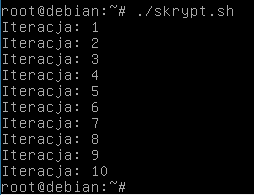 root@debian:~# ./skrypt.sh
Iteracja: 1
Iteracja: 2
Iteracja: 3
Iteracja: 4
Iteracja: 5
Iteracja: 6
Iteracja: 7
Iteracja: 8
Iteracja: 9
Iteracja: 10
root@debian:~#